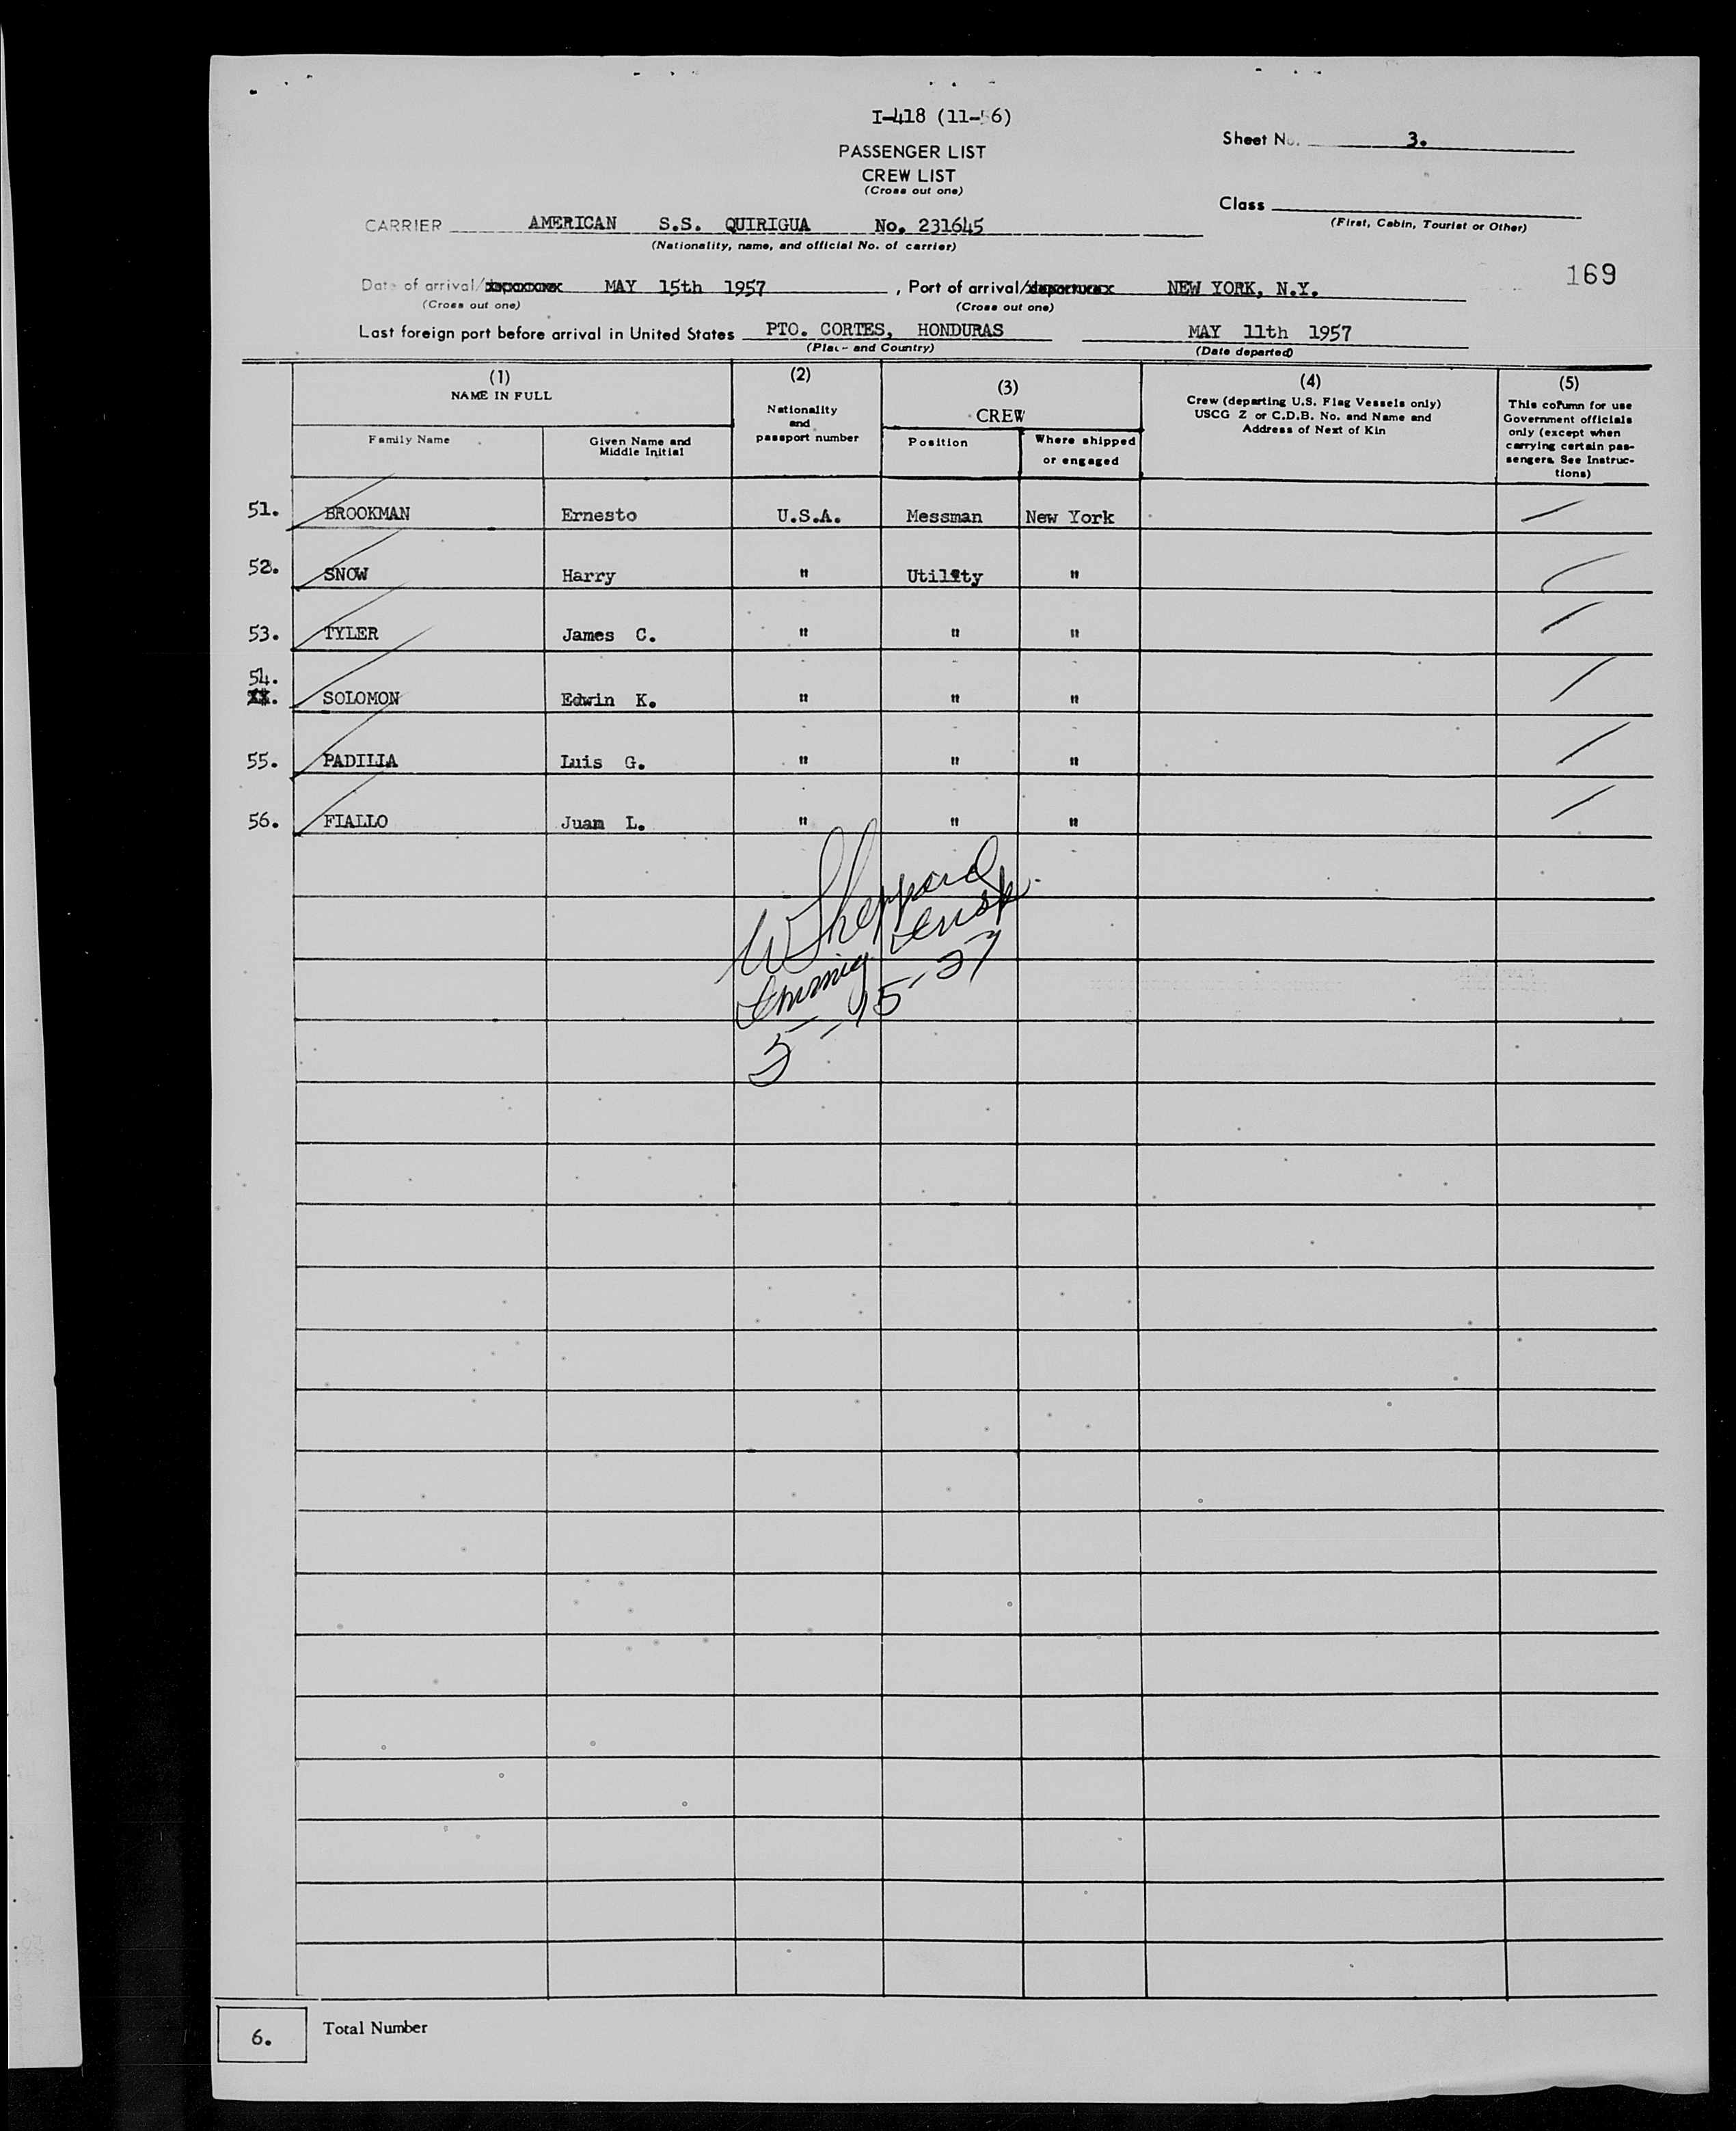 I-418 (11-56)
PASSENGER LIST
CREW LIST
(Cross out one)
Sheet No. 3.
Class
(First, Cabin, Tourist or Other)
CARRIER AMERICAN S.S. QUIRIGUA No. 231645
(Nationality, name, and official No. of carrier)
169
Date of arrival/ MAY 15th 1957, Port of arrival/ NEW YORK, N.Y.
(Cross out one) (Cross out one)
Last foreign port before arrival in United States PTO. CORTES, HONDURAS MAY 11th 1957
(Place and Country) (Date departed)
(1) NAME IN FULL
Family Name
Given Name and Middle Initial
(2) Nationality and passport number
(3) CREW
Position
Where shipped or engaged
(4) Crew (departing U.S. Flag Vessels only) USCG Z or C.D.B. No. and Name and Address of Next of Kin
(5) This column for use Government officials only (except when carrying certain pas-sengers. See Instruc-tions)
51. BROOKMAN Ernesto U.S.A. Messman New York
52. SNOW Harry " Utility "
53. TYLER James C. " " "
54. SOLOMON Edwin K. " " "
55. PADILLA Luis G. " " "
56. FIALLO Juan L. " " "
W Sheppard
Immig. Insp.
5-15-57
6. Total Number